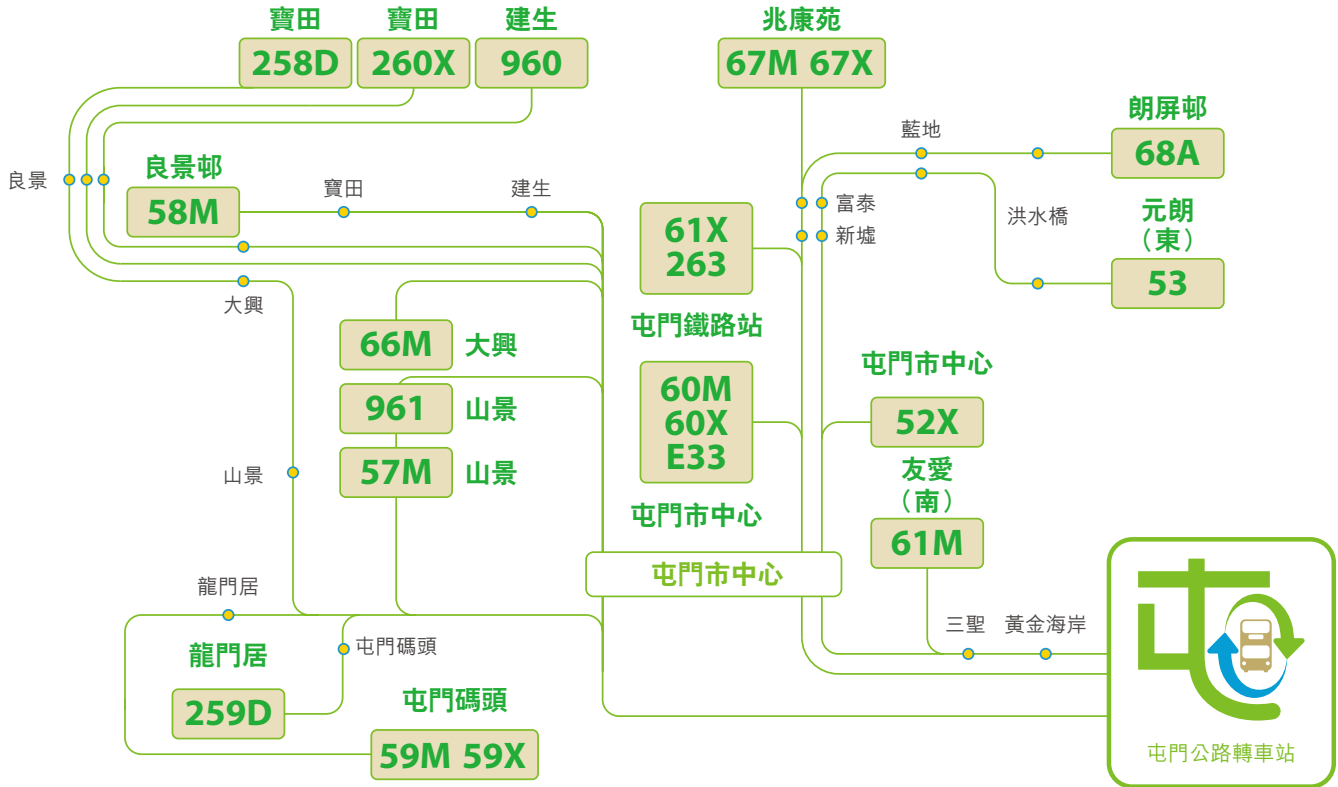 寶田
258D
寶田
260X
建生
960
兆康苑
67M 67X
朗屏邨
68A
藍地
良景
良景邨
58M
寶田
建生
61X
263
屯門鐵路站
富泰
新墟
洪水橋
元朗
（東）
53
大興
66M 大興
961 山景
57M 山景
60M
60X
E33
屯門市中心
屯門市中心
52X
友愛
（南）
61M
山景
屯門市中心
龍門居
龍門居
259D
屯門碼頭
屯門碼頭
59M 59X
三聖 黃金海岸
屯
屯門公路轉車站